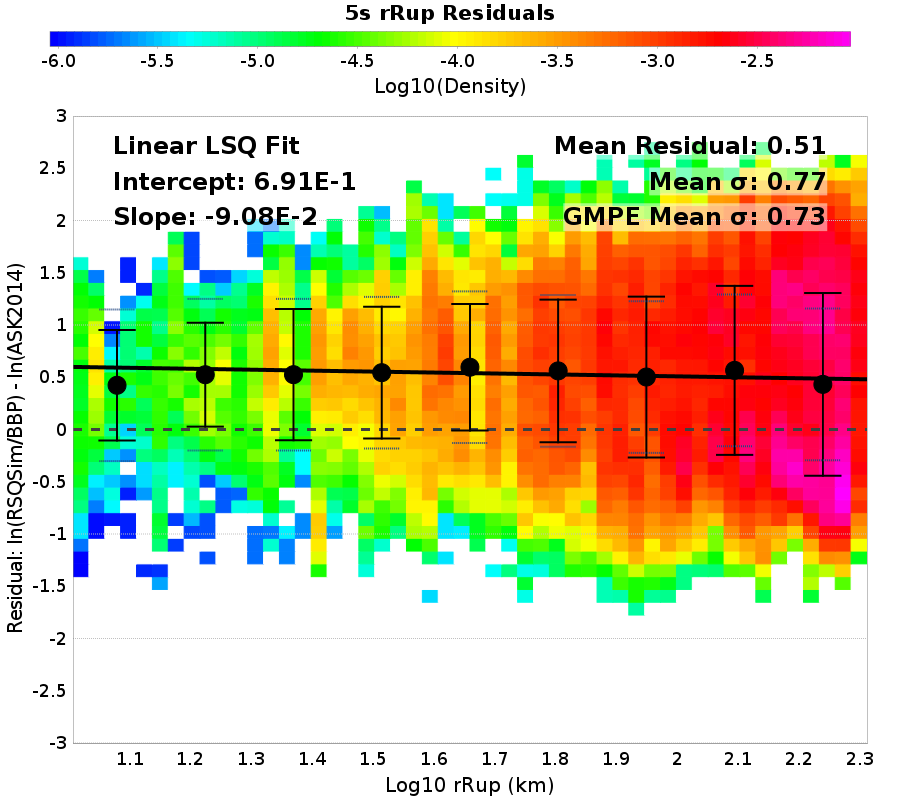 5s rRup Residuals
-6.0 -5.5 -5.0 -4.5 -4.0 -3.5 -3.0 -2.5
Log10(Density)
Linear LSQ Fit
Intercept: 6.91E-1
Slope: -9.08E-2
Mean Residual: 0.51
Mean σ: 0.77
GMPE Mean σ: 0.73
Residual: ln(RSQSim/BBP) - ln(ASK2014)
3
2.5
2
1.5
1
0.5
0
-0.5
-1
-1.5
-2
-2.5
-3
1.1 1.2 1.3 1.4 1.5 1.6 1.7 1.8 1.9 2 2.1 2.2 2.3
Log10 rRup (km)